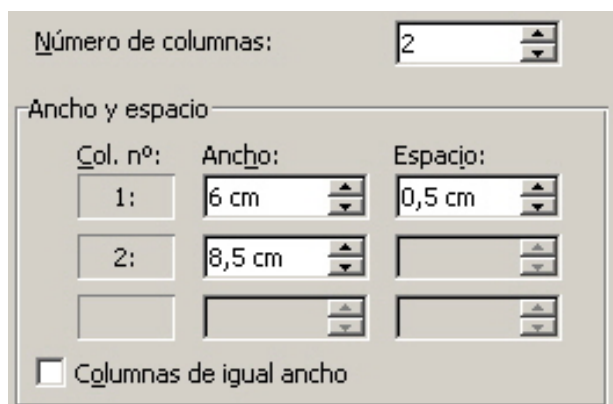 Número de columnas: 2
Ancho y espacio
Col. nº: Ancho: Espacio:
1: 6 cm 0,5 cm
2: 8,5 cm
Columnas de igual ancho